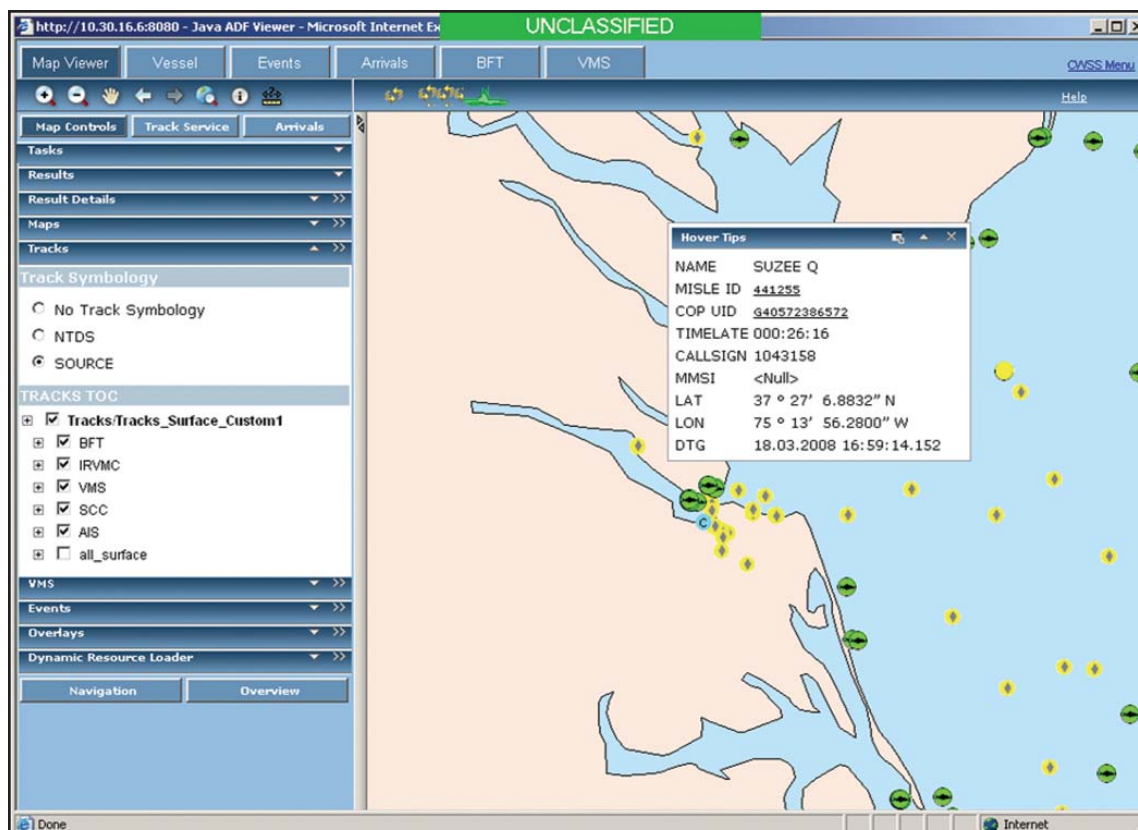 http://10.30.16.6:8080 - Java ADF Viewer - Microsoft Internet Ex
UNCLASSIFIED
Map Viewer Vessel Events Arrivals BFT VMS
CWSS Menu
Help
Map Controls Track Service Arrivals
Tasks
Results
Result Details
Maps
Tracks
Track Symbology
No Track Symbology
NTDS
SOURCE
TRACKS TOC
Tracks/Tracks_Surface_Custom1
BFT
IRVMC
VMS
SCC
AIS
all_surface
VMS
Events
Overlays
Dynamic Resource Loader
Navigation Overview
Hover Tips
NAME SUZEE Q
MISLE ID 441255
COP UID G40572386572
TIMELATE 000:26:16
CALLSIGN 1043158
MMSI <Null>
LAT 37 ° 27' 6.8832" N
LON 75 ° 13' 56.2800" W
DTG 18.03.2008 16:59:14.152
C
Done
Internet